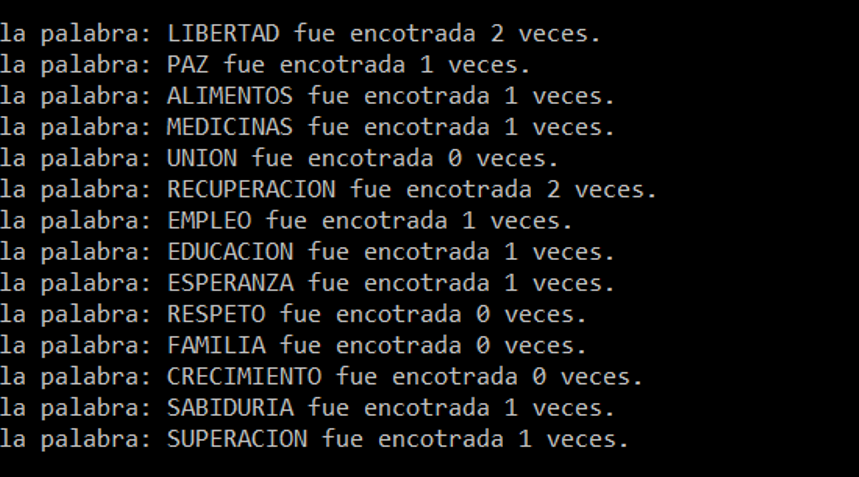 la palabra: LIBERTAD fue encotrada 2 veces.
la palabra: PAZ fue encotrada 1 veces.
la palabra: ALIMENTOS fue encotrada 1 veces.
la palabra: MEDICINAS fue encotrada 1 veces.
la palabra: UNION fue encotrada 0 veces.
la palabra: RECUPERACION fue encotrada 2 veces.
la palabra: EMPLEO fue encotrada 1 veces.
la palabra: EDUCACION fue encotrada 1 veces.
la palabra: ESPERANZA fue encotrada 1 veces.
la palabra: RESPETO fue encotrada 0 veces.
la palabra: FAMILIA fue encotrada 0 veces.
la palabra: CRECIMIENTO fue encotrada 0 veces.
la palabra: SABIDURIA fue encotrada 1 veces.
la palabra: SUPERACION fue encotrada 1 veces.